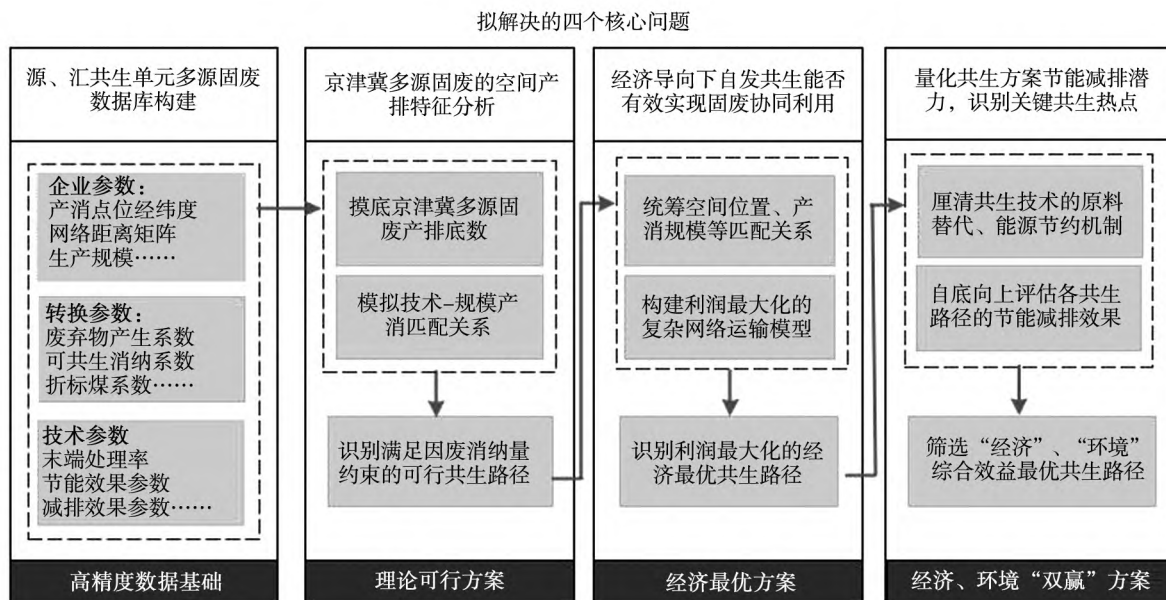 拟解决的四个核心问题
源、汇共生单元多源固废
数据库构建
企业参数：
产消点位经纬度
网络距离矩阵
生产规模……
转换参数：
废弃物产生系数
可共生消纳系数
折标煤系数……
技术参数
末端处理率
节能效果参数
减排效果参数……
高精度数据基础
京津冀多源固废的空间产
排特征分析
摸底京津冀多源固
废产排底数
模拟技术-规模产
消匹配关系
识别满足因废消纳量
约束的可行共生路径
理论可行方案
经济导向下自发共生能否
有效实现固废协同利用
统筹空间位置、产
消规模等匹配关系
构建利润最大化的
复杂网络运输模型
识别利润最大化的经
济最优共生路径
经济最优方案
量化共生方案节能减排潜
力，识别关键共生热点
厘清共生技术的原料
替代、能源节约机制
自底向上评估各共生
路径的节能减排效果
筛选“经济”、“环境”
综合效益最优共生路径
经济、环境“双赢”方案